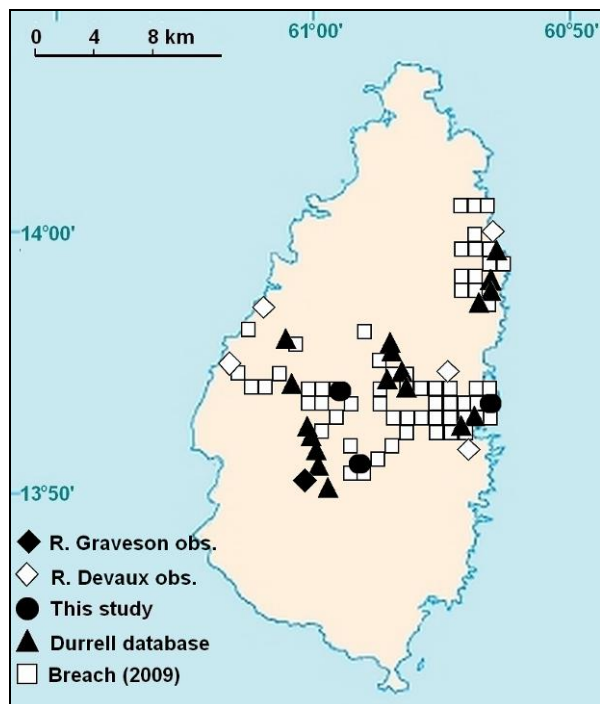 0 4 8 km
61°00' 60°50'
14°00'
13°50'
R. Graveson obs.
R. Devaux obs.
This study
Durrell database
Breach (2009)